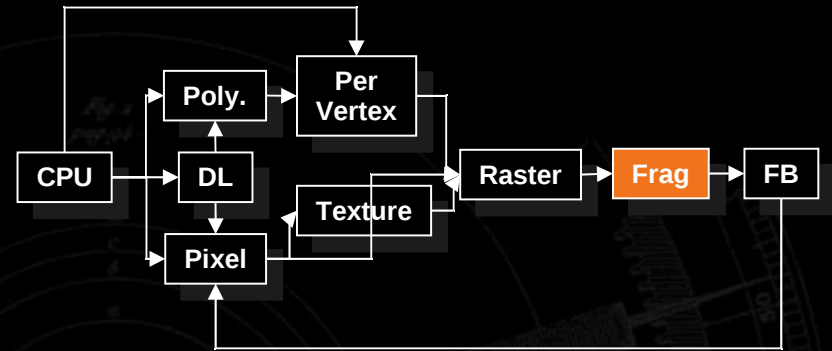 Per
Vertex
Poly.
CPU
DL
Raster
Frag
FB
Texture
Pixel